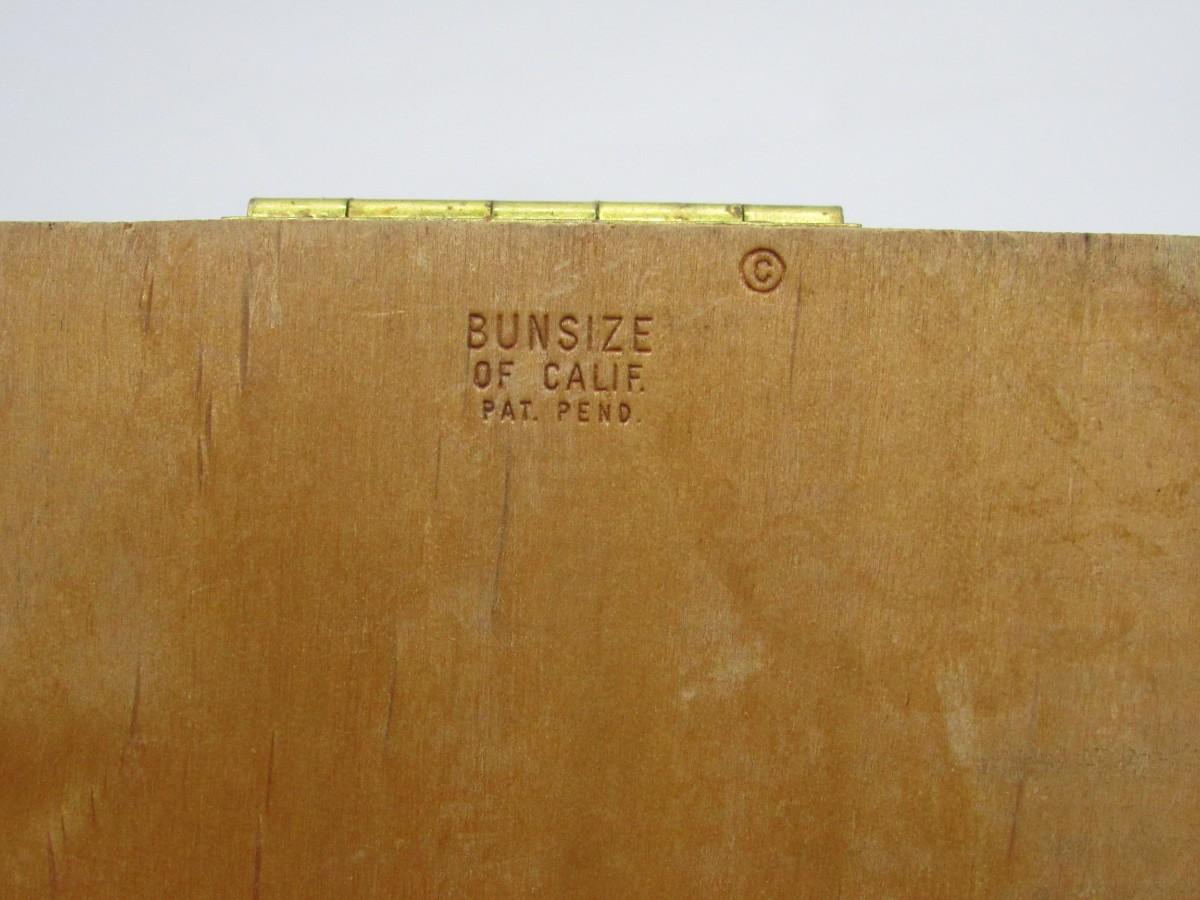 ©
BUNSIZE
OF CALIF.
PAT. PEND.